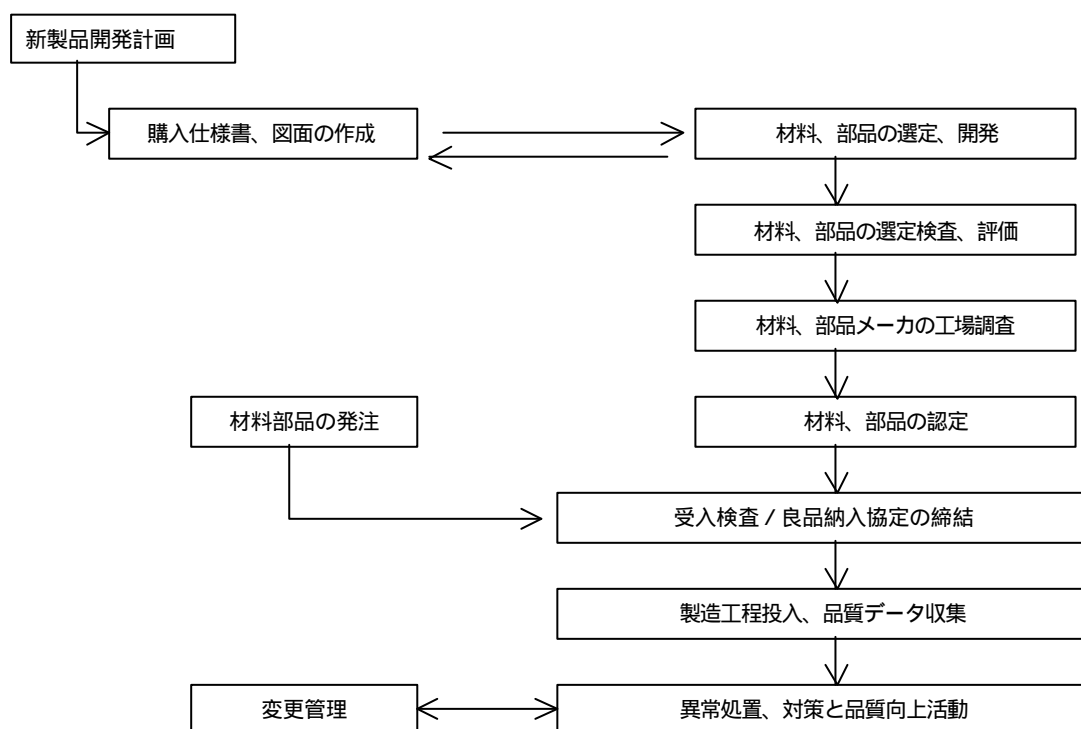 新製品開発計画
購入仕様書、図面の作成
材料、部品の選定、開発
材料、部品の選定検査、評価
材料、部品メーカの工場調査
材料部品の発注
材料、部品の認定
受入検査 / 良品納入協定の締結
製造工程投入、品質データ収集
変更管理
異常処置、対策と品質向上活動